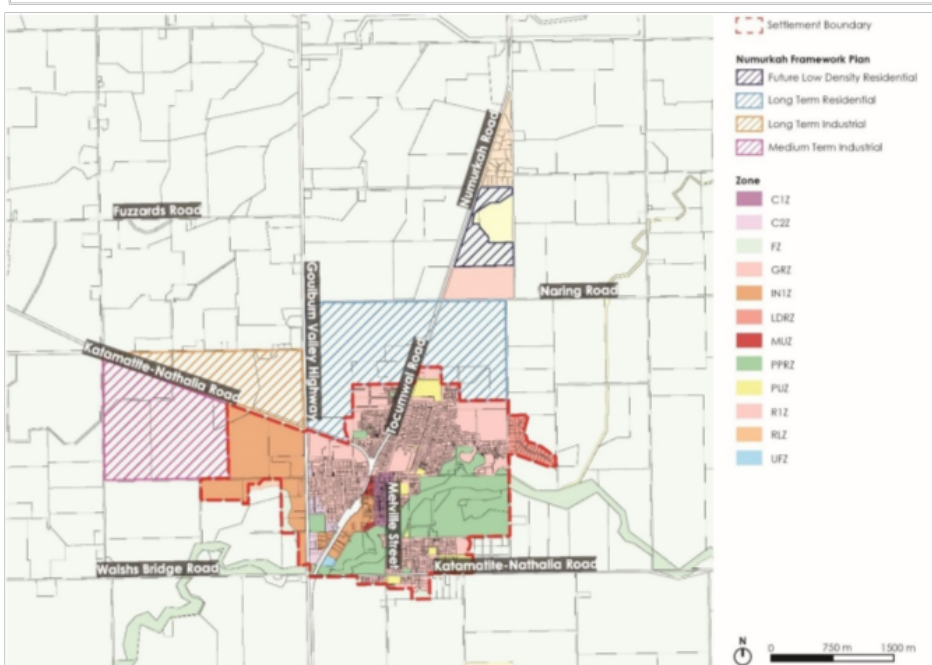 Settlement Boundary
Numurkah Framework Plan
Future Low Density Residential
Long Term Residential
Long Term Industrial
Medium Term Industrial
Zone
C1Z
C2Z
FZ
GRZ
IN1Z
LDRZ
MUZ
PPRZ
PUZ
R1Z
RLZ
UFZ
Numurkah Road
Fuzzards Road
Goulburn Valley Highway
Naring Road
Katamatite-Nathalia Road
Tocumwal Road
Melville Street
Walshs Bridge Road
Katamatite-Nathalia Road
N
0 750 m 1500 m